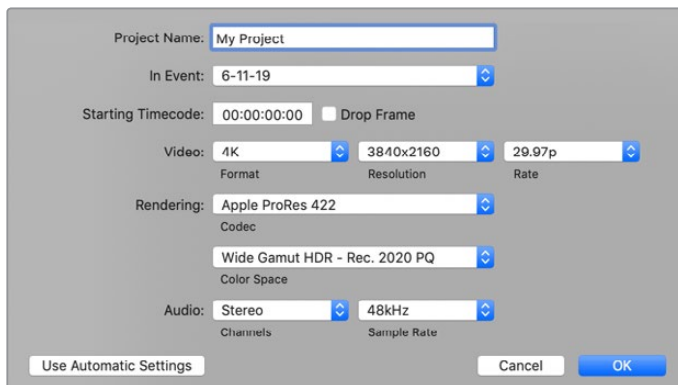 Project Name: My Project
In Event: 6-11-19
Starting Timecode: 00:00:00:00 Drop Frame
Video: 4K 3840x2160 29.97p
Format Resolution Rate
Rendering: Apple ProRes 422
Codec
Wide Gamut HDR - Rec. 2020 PQ
Color Space
Audio: Stereo 48kHz
Channels Sample Rate
Use Automatic Settings Cancel OK